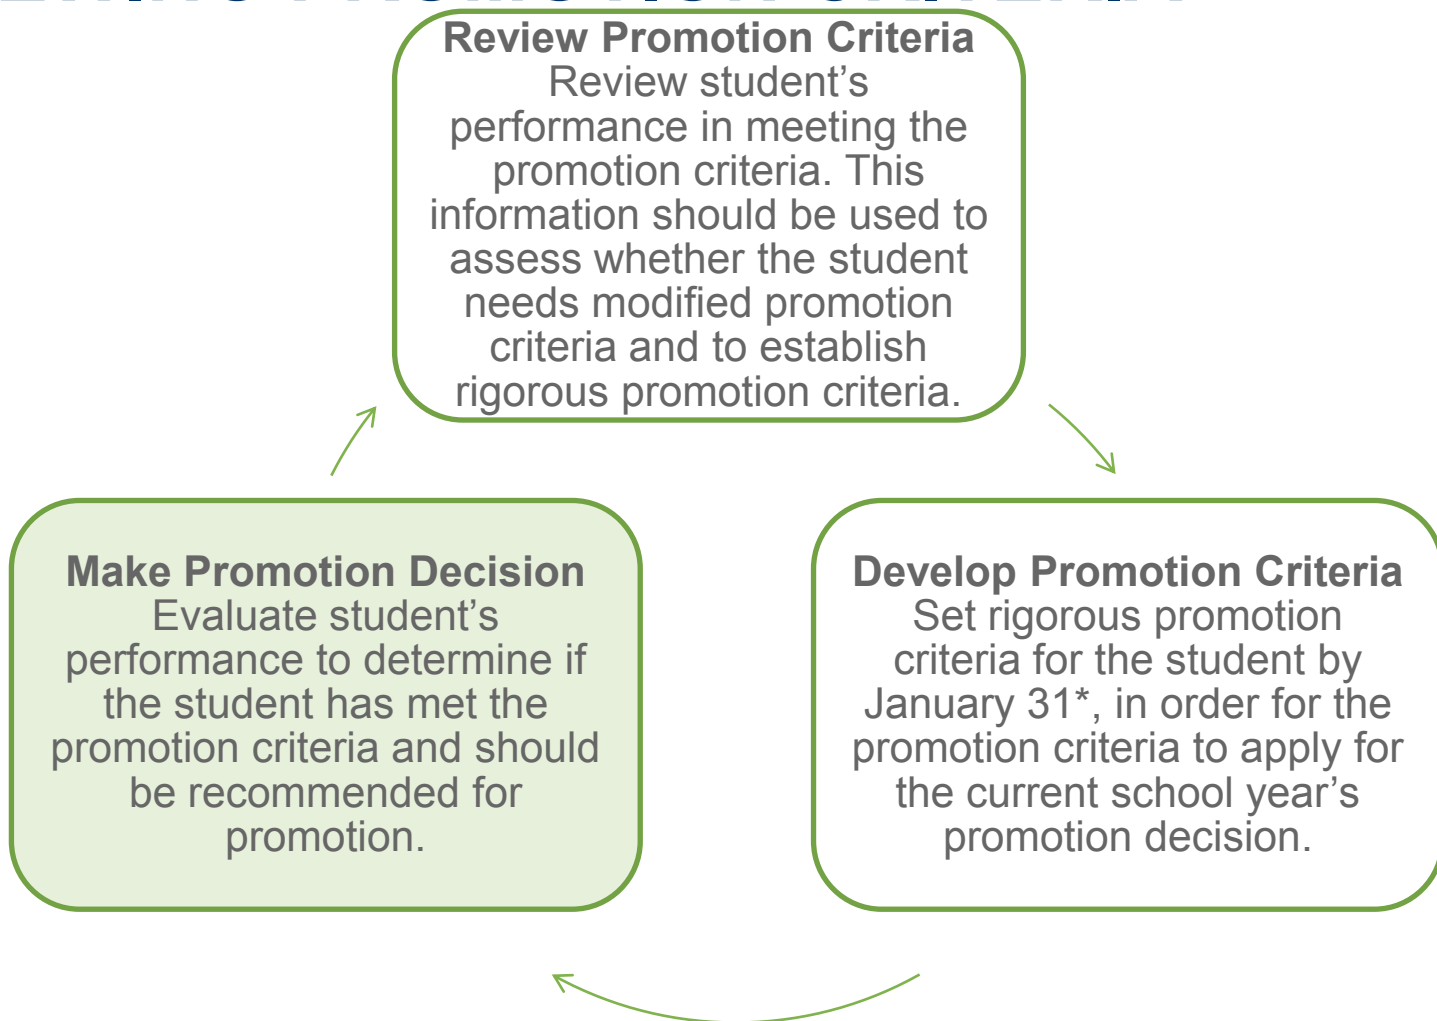 PROMOTION CRITERIA
Review Promotion Criteria
Review student’s
performance in meeting the
promotion criteria. This
information should be used to
assess whether the student
needs modified promotion
criteria and to establish
rigorous promotion criteria.
Make Promotion Decision
Evaluate student’s
performance to determine if
the student has met the
promotion criteria and should
be recommended for
promotion.
Develop Promotion Criteria
Set rigorous promotion
criteria for the student by
January 31*, in order for the
promotion criteria to apply for
the current school year’s
promotion decision.